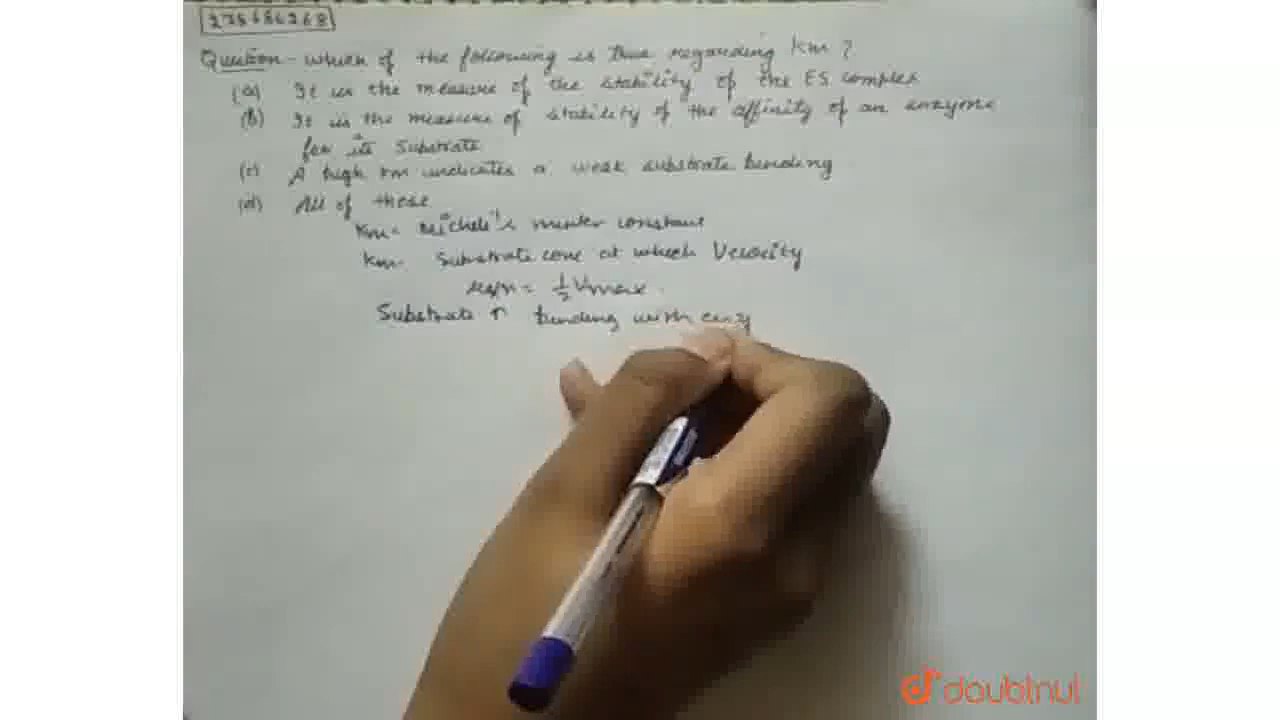 275686268
Question - which of the following is true regarding Km ?
(a) It is the measure of the stability of the ES complex
(b) It is the measure of stability of the affinity of an enzyme
for its Substrate
(c) A high Km indicates a weak substrate binding
(d) All of these
Km = constant
Km = Substrate conc at which Velocity
= 1/2 Vmax.
Substrate ↑ binding with enzy
doubtnut